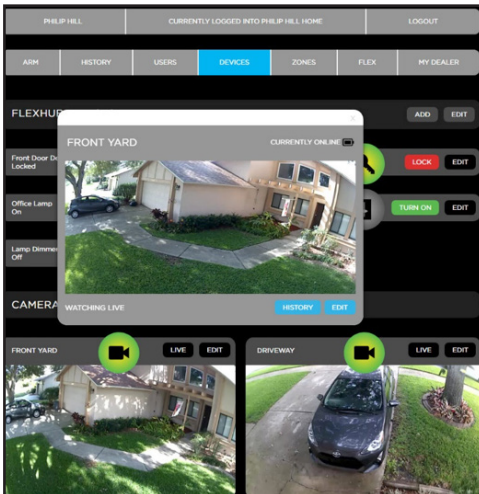 PHILIP HILL
CURRENTLY LOGGED INTO PHILIP HILL HOME
LOGOUT
ARM
HISTORY
USERS
DEVICES
ZONES
FLEX
MY DEALER
ADD
EDIT
FRONT YARD
CURRENTLY ONLINE
Front Door
Locked
LOCK
EDIT
Office Lamp
On
TURN ON
EDIT
Lamp Dimmer
Off
WATCHING LIVE
HISTORY
EDIT
FRONT YARD
LIVE
EDIT
DRIVEWAY
LIVE
EDIT